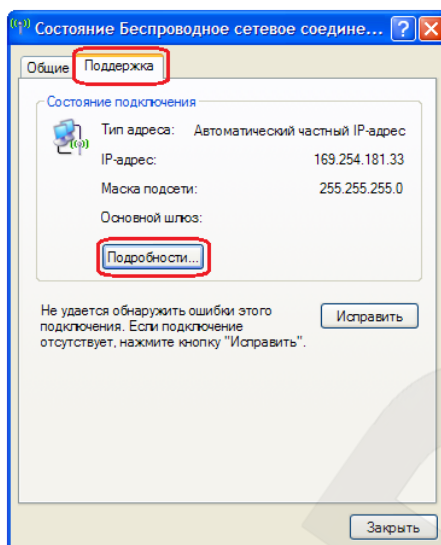 Состояние Беспроводное сетевое соедине...
Общие Поддержка
Состояние подключения
Тип адреса: Автоматический частный IP-адрес
IP-адрес: 169.254.181.33
Маска подсети: 255.255.255.0
Основной шлюз:
Подробности...
Не удается обнаружить ошибки этого
подключения. Если подключение
отсутствует, нажмите кнопку "Исправить".
Исправить
Закрыть